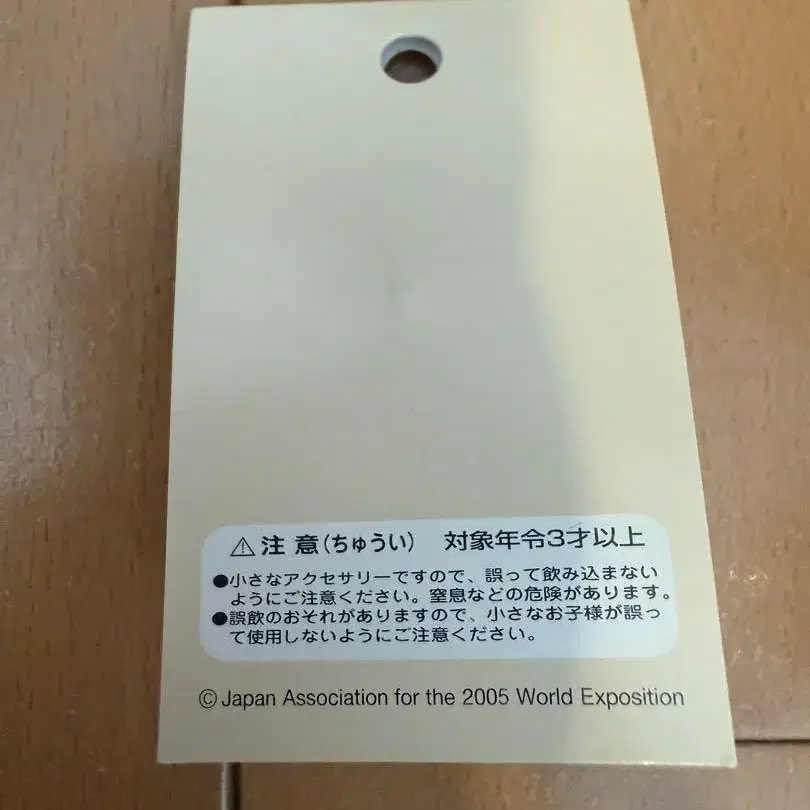 ⚠注 意(ちゅうい) 対象年令3才以上
●小さなアクセサリーですので、誤って飲み込まない
ようにご注意ください。窒息などの危険があります。
●誤飲のおそれがありますので、小さなお子様が誤っ
て使用しないようにご注意ください。
© Japan Association for the 2005 World Exposition